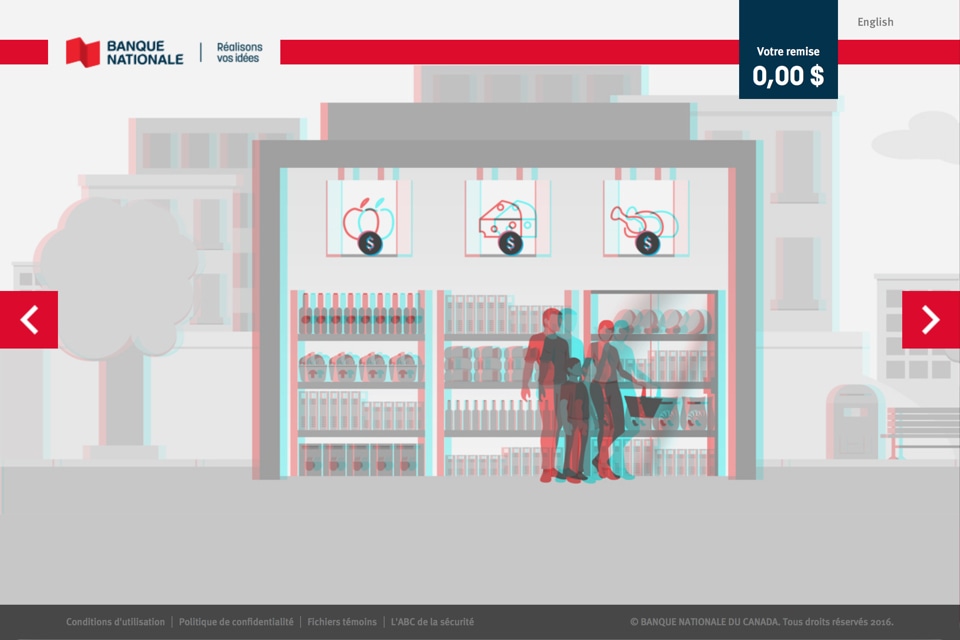 English
BANQUE
NATIONALE
Réalisons
vos idées
Votre remise
0,00 $
$
$
$
Conditions d'utilisation | Politique de confidentialité | Fichiers témoins | L'ABC de la sécurité
© BANQUE NATIONALE DU CANADA. Tous droits réservés 2016.